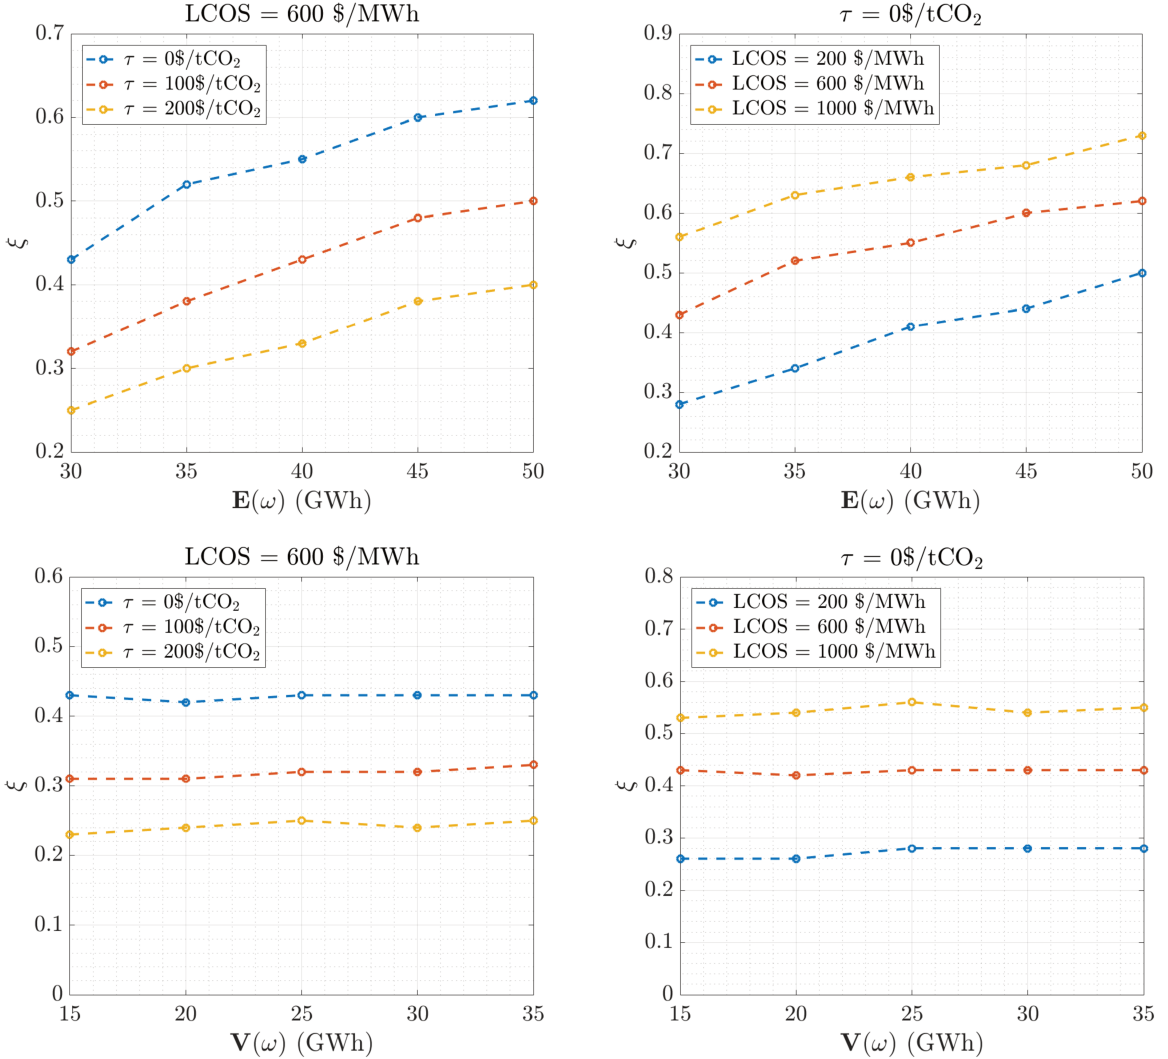 LCOS = 600 $/MWh
0.7
0.6
0.5
0.4
0.3
0.2
ξ
τ = 0$/tCO₂
τ = 100$/tCO₂
τ = 200$/tCO₂
30 35 40 45 50
E(ω) (GWh)
τ = 0$/tCO₂
0.9
0.8
0.7
0.6
0.5
0.4
0.3
0.2
ξ
LCOS = 200 $/MWh
LCOS = 600 $/MWh
LCOS = 1000 $/MWh
30 35 40 45 50
E(ω) (GWh)
LCOS = 600 $/MWh
0.6
0.5
0.4
0.3
0.2
0.1
0
ξ
τ = 0$/tCO₂
τ = 100$/tCO₂
τ = 200$/tCO₂
15 20 25 30 35
V(ω) (GWh)
τ = 0$/tCO₂
0.8
0.7
0.6
0.5
0.4
0.3
0.2
0.1
0
ξ
LCOS = 200 $/MWh
LCOS = 600 $/MWh
LCOS = 1000 $/MWh
15 20 25 30 35
V(ω) (GWh)